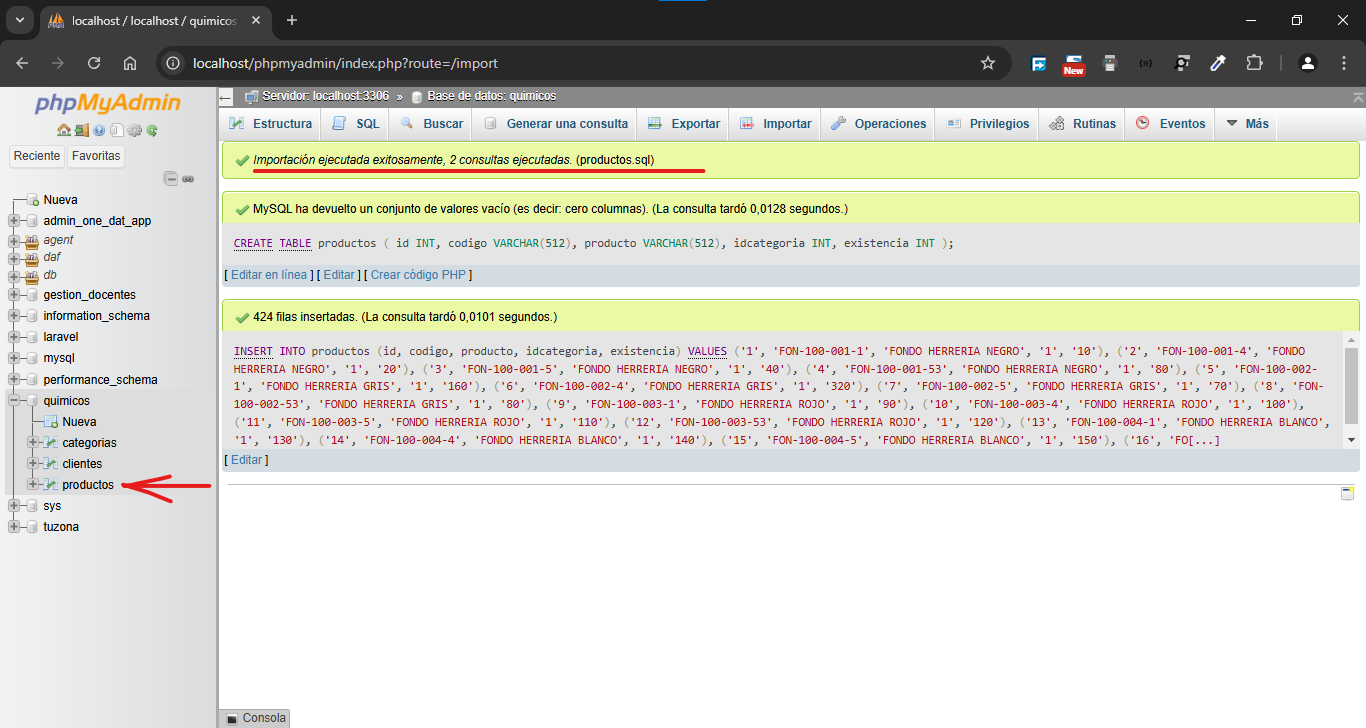 localhost / localhost / quimicos
localhost/phpmyadmin/index.php?route=/import
New
phpMyAdmin
Reciente
Favoritas
Nueva
admin_one_dat_app
agent
daf
db
gestion_docentes
information_schema
laravel
mysql
performance_schema
quimicos
Nueva
categorias
clientes
productos
sys
tuzona
Servidor: localhost:3306 » Base de datos: quimicos
Estructura SQL Buscar Generar una consulta Exportar Importar Operaciones Privilegios Rutinas Eventos Más
Importación ejecutada exitosamente, 2 consultas ejecutadas. (productos.sql)
MySQL ha devuelto un conjunto de valores vacío (es decir: cero columnas). (La consulta tardó 0,0128 segundos.)
CREATE TABLE productos ( id INT, codigo VARCHAR(512), producto VARCHAR(512), idcategoria INT, existencia INT );
[ Editar en línea ] [ Editar ] [ Crear código PHP ]
424 filas insertadas. (La consulta tardó 0,0101 segundos.)
INSERT INTO productos (id, codigo, producto, idcategoria, existencia) VALUES ('1', 'FON-100-001-1', 'FONDO HERRERIA NEGRO', '1', '10'), ('2', 'FON-100-001-4', 'FONDO
HERRERIA NEGRO', '1', '20'), ('3', 'FON-100-001-5', 'FONDO HERRERIA NEGRO', '1', '40'), ('4', 'FON-100-001-53', 'FONDO HERRERIA NEGRO', '1', '80'), ('5', 'FON-100-002-
1', 'FONDO HERRERIA GRIS', '1', '160'), ('6', 'FON-100-002-4', 'FONDO HERRERIA GRIS', '1', '320'), ('7', 'FON-100-002-5', 'FONDO HERRERIA GRIS', '1', '70'), ('8', 'FON-
100-002-53', 'FONDO HERRERIA GRIS', '1', '80'), ('9', 'FON-100-003-1', 'FONDO HERRERIA ROJO', '1', '90'), ('10', 'FON-100-003-4', 'FONDO HERRERIA ROJO', '1', '100'),
('11', 'FON-100-003-5', 'FONDO HERRERIA ROJO', '1', '110'), ('12', 'FON-100-003-53', 'FONDO HERRERIA ROJO', '1', '120'), ('13', 'FON-100-004-1', 'FONDO HERRERIA BLANCO',
'1', '130'), ('14', 'FON-100-004-4', 'FONDO HERRERIA BLANCO', '1', '140'), ('15', 'FON-100-004-5', 'FONDO HERRERIA BLANCO', '1', '150'), ('16', 'FO[...]
[ Editar ]
Consola